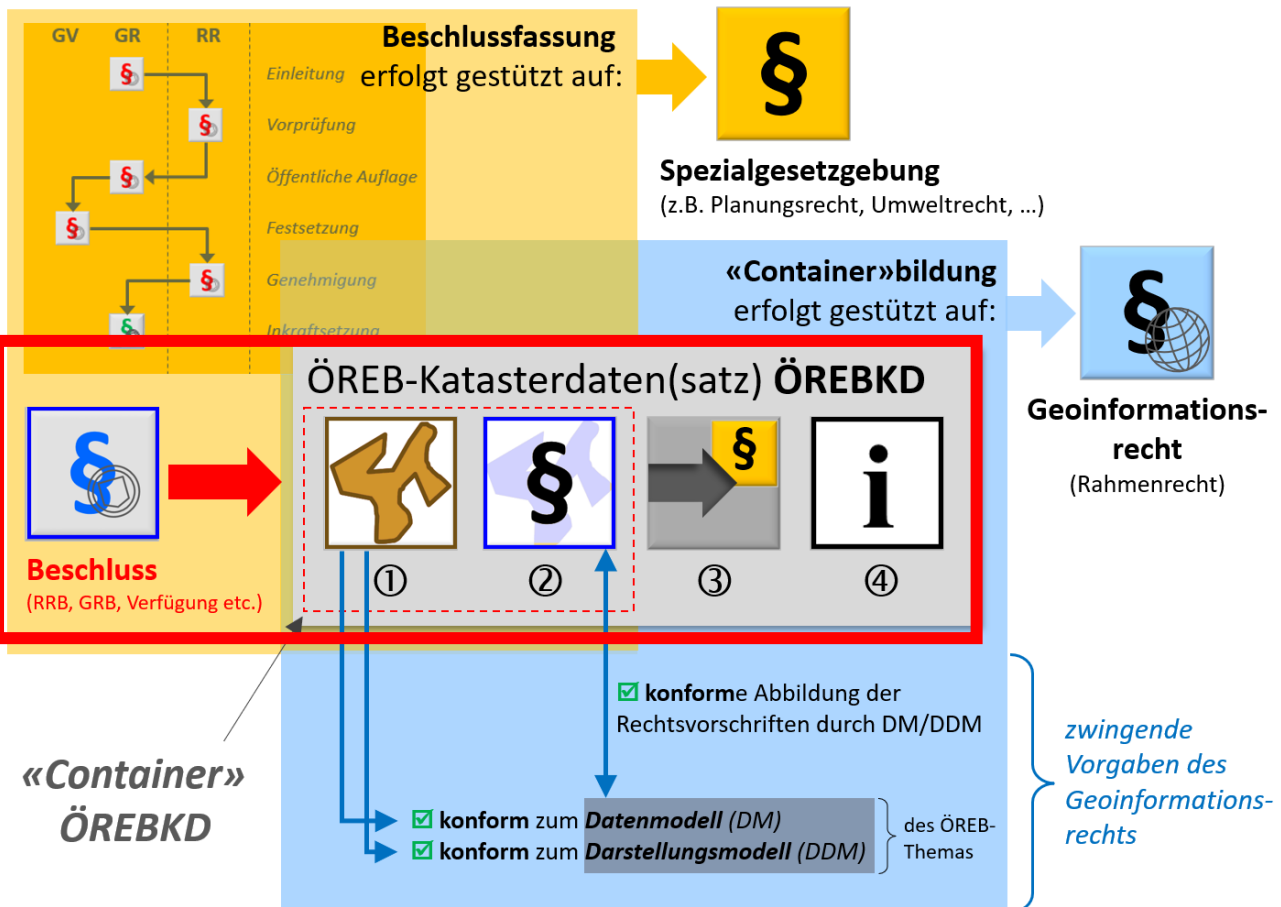 GV GR RR
Einleitung
Vorprüfung
Öffentliche Auflage
Festsetzung
Genehmigung
Inkraftsetzung
Beschlussfassung
erfolgt gestützt auf:
§
Spezialgesetzgebung
(z.B. Planungsrecht, Umweltrecht, ...)
«Container»bildung
erfolgt gestützt auf:
§
Geoinformations-
recht
(Rahmenrecht)
ÖREB-Katasterdaten(satz) ÖREBKD
§
Beschluss
(RRB, GRB, Verfügung etc.)
§ § i
① ② ③ ④
«Container»
ÖREBKD
☑ konforme Abbildung der
Rechtsvorschriften durch DM/DDM
☑ konform zum Datenmodell (DM)
☑ konform zum Darstellungsmodell (DDM)
des ÖREB-
Themas
zwingende
Vorgaben des
Geoinformations-
rechts